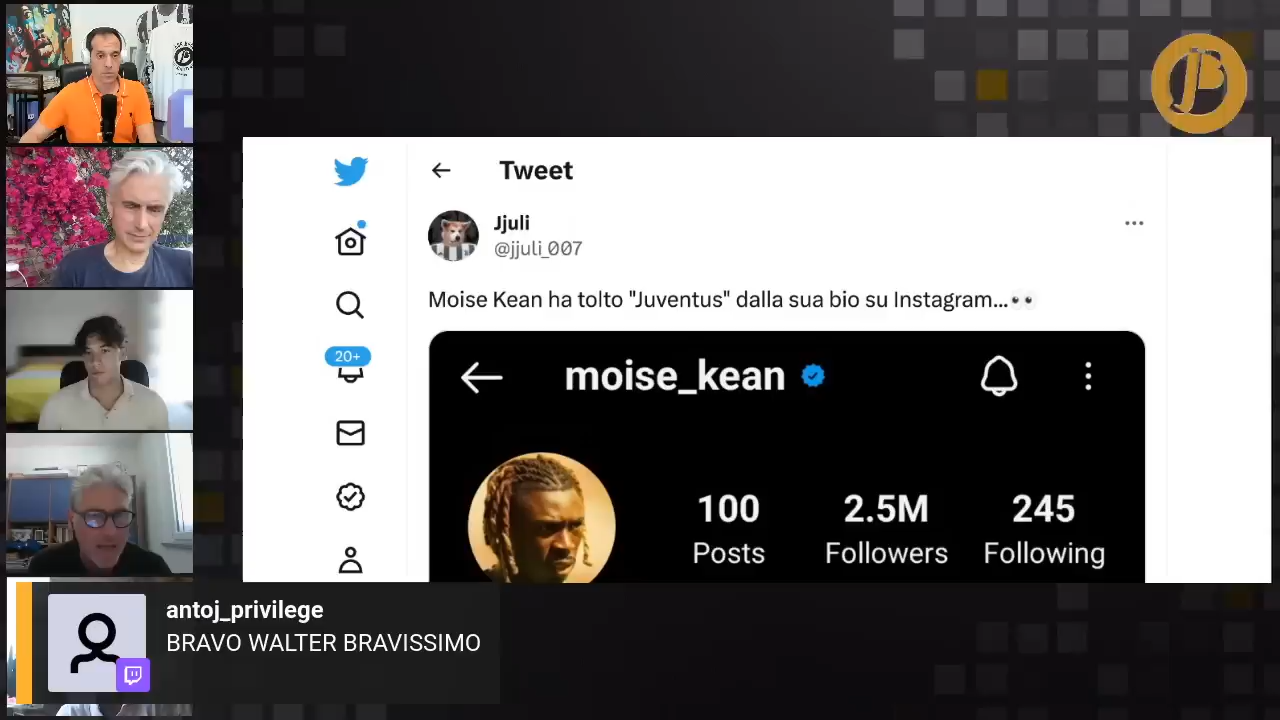 JB
Tweet
Jjuli
@jjuli_007
Moise Kean ha tolto "Juventus" dalla sua bio su Instagram...👀
20+
moise_kean
100
2.5M
245
Posts
Followers
Following
antoj_privilege
BRAVO WALTER BRAVISSIMO